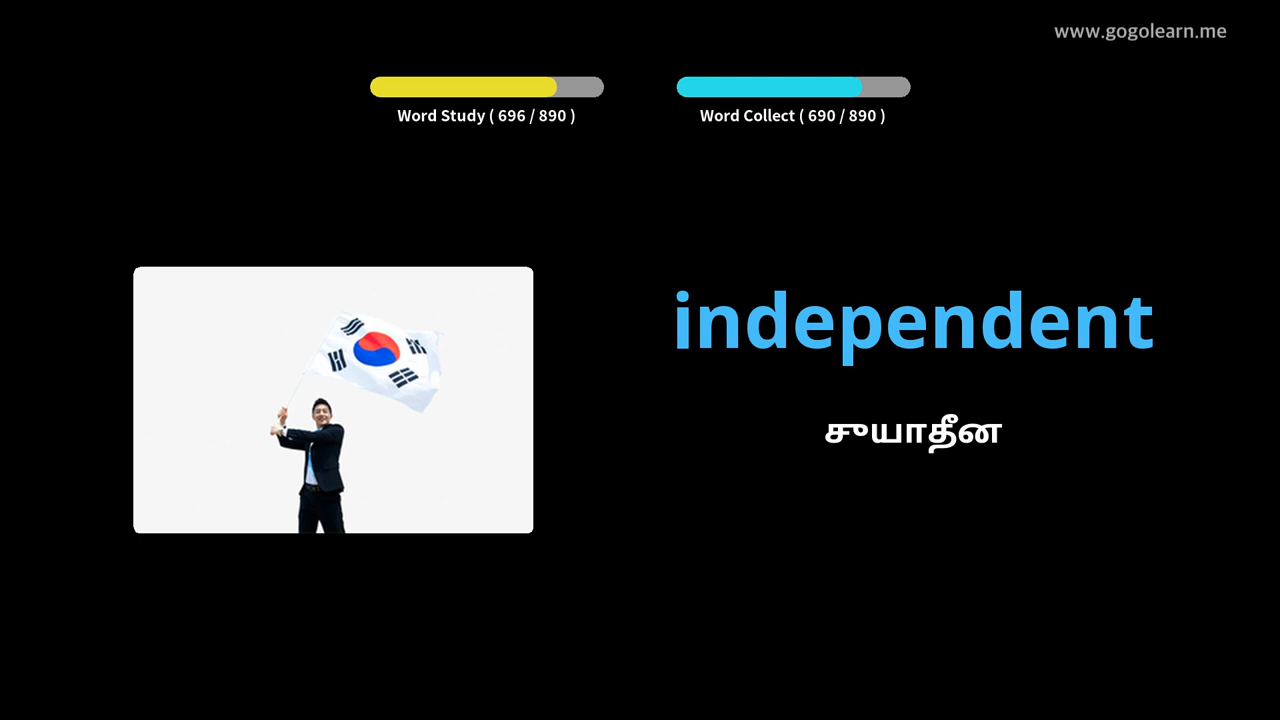 www.gogolearn.me
Word Study ( 696 / 890 )
Word Collect ( 690 / 890 )
independent
சுயாதீன